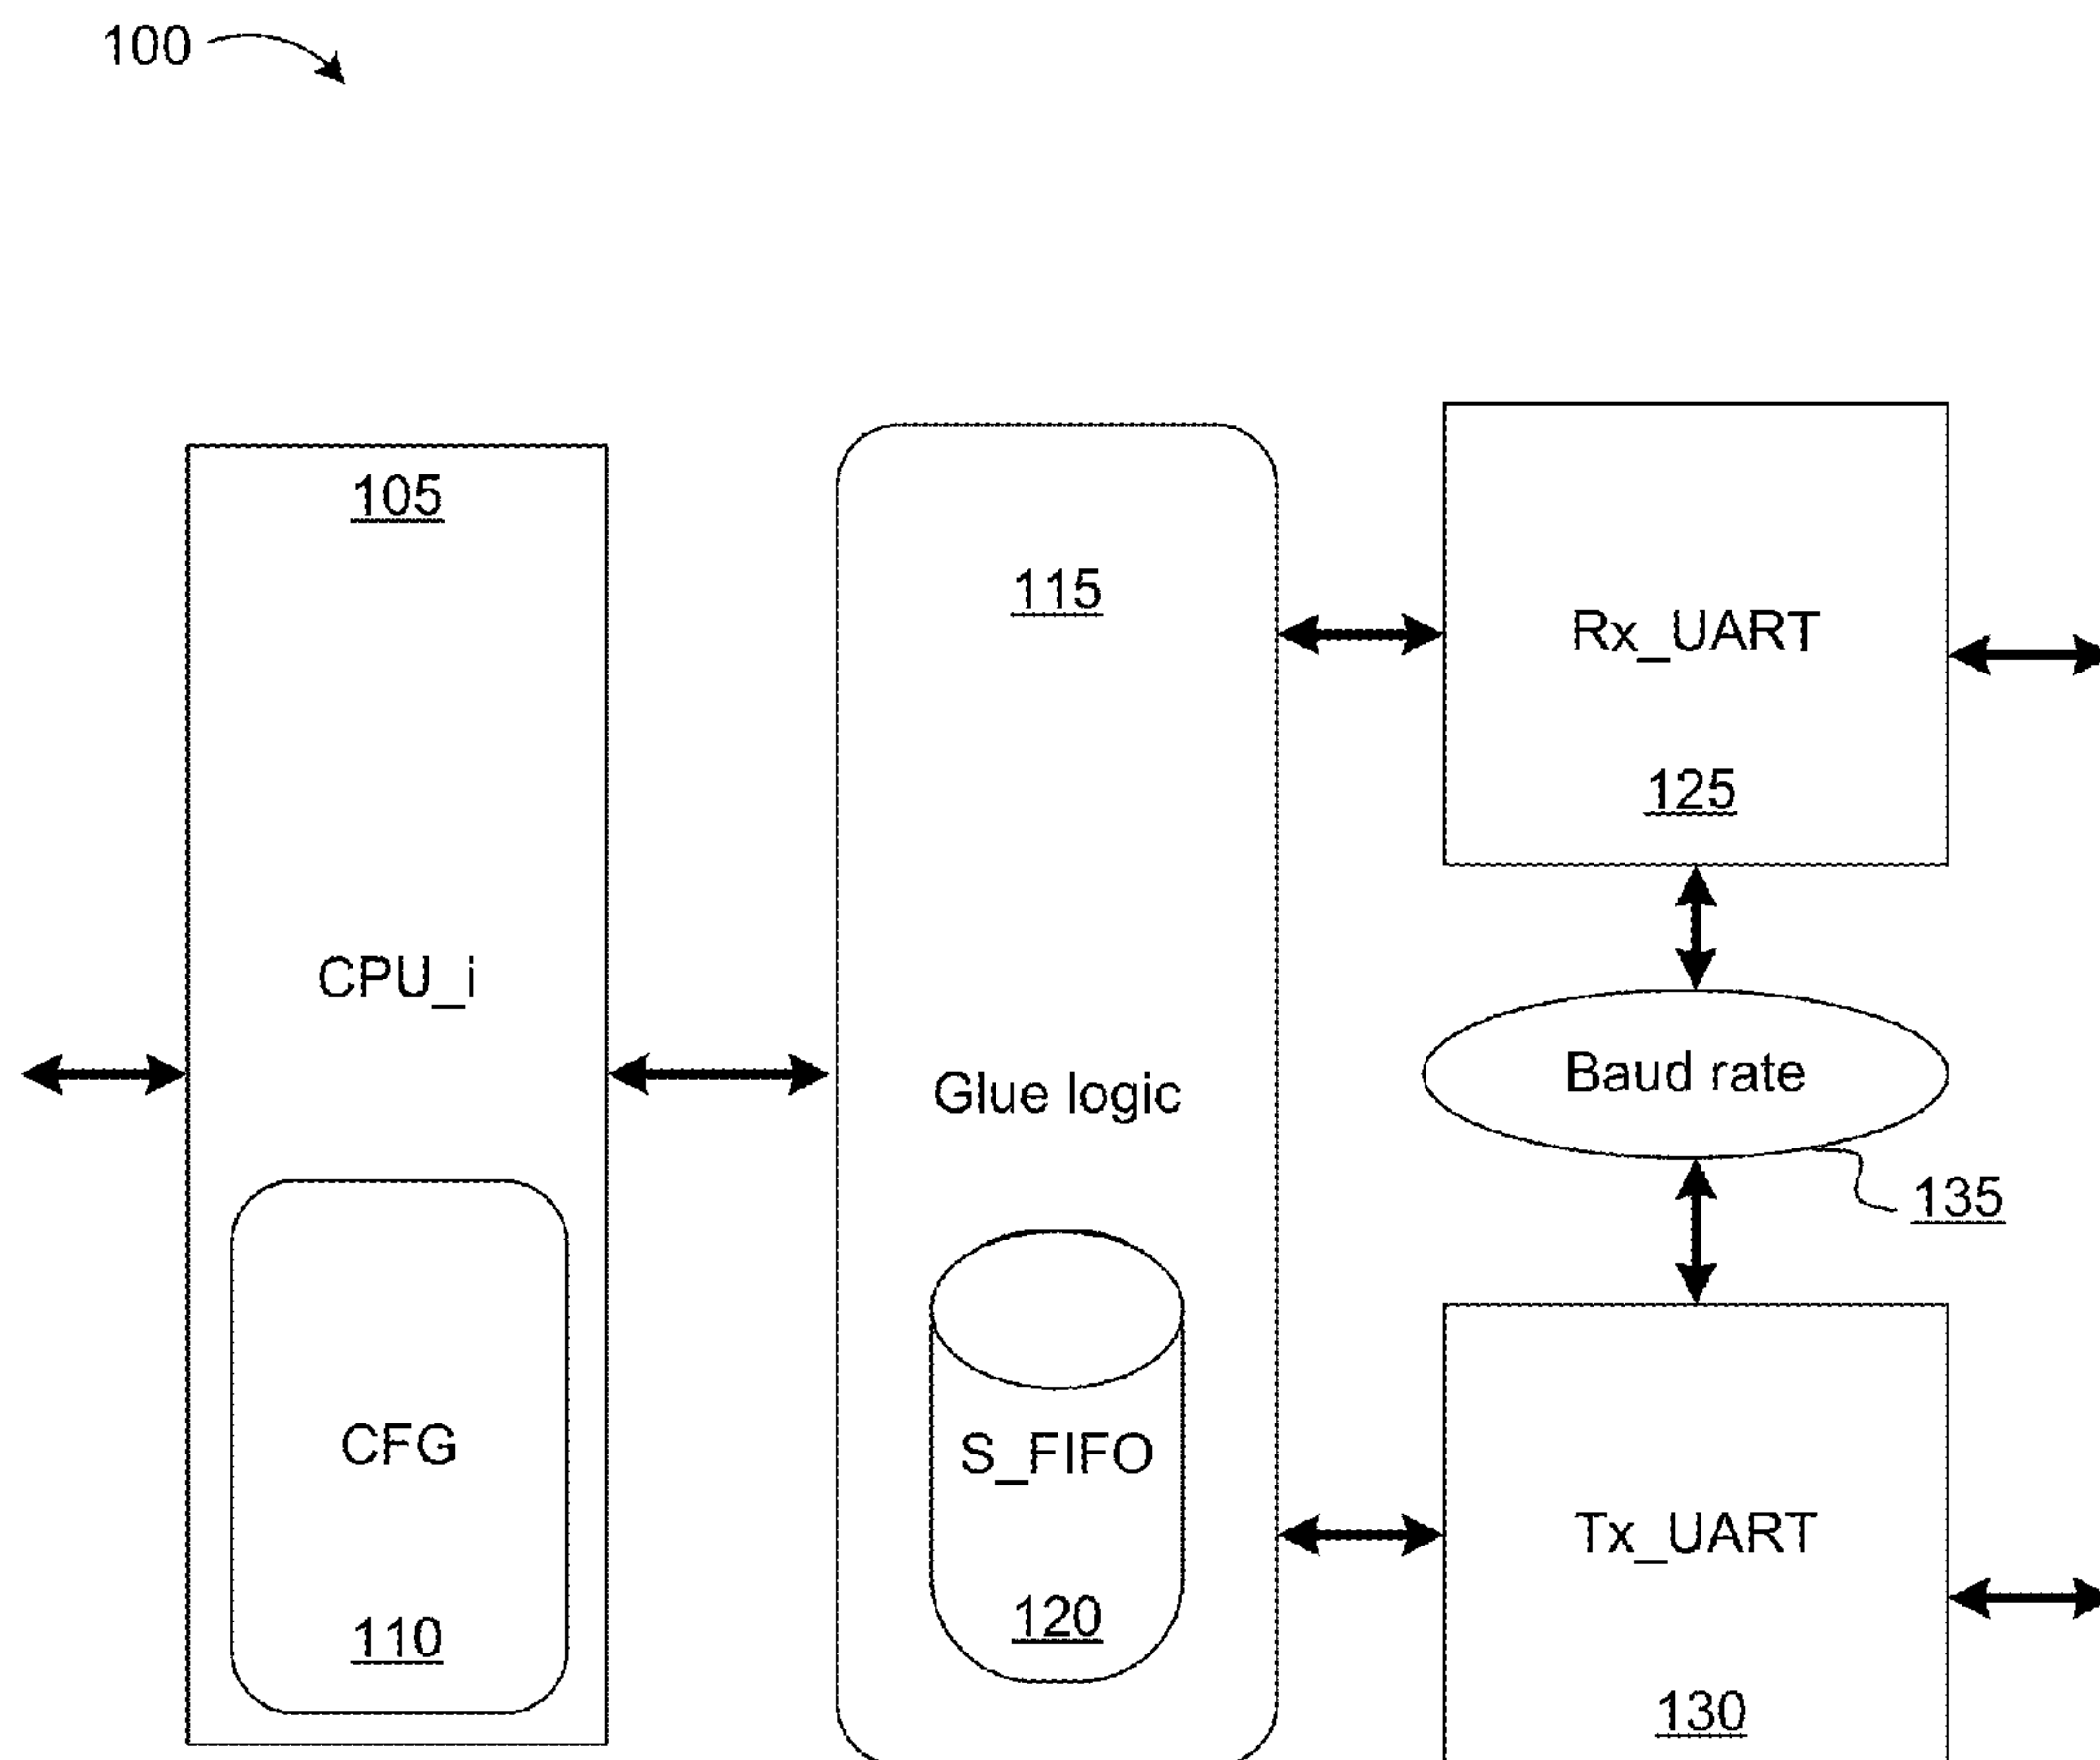 100
105
CPU_i
CFG
110
115
Glue logic
S_FIFO
120
Rx_UART
125
Baud rate
135
Tx_UART
130